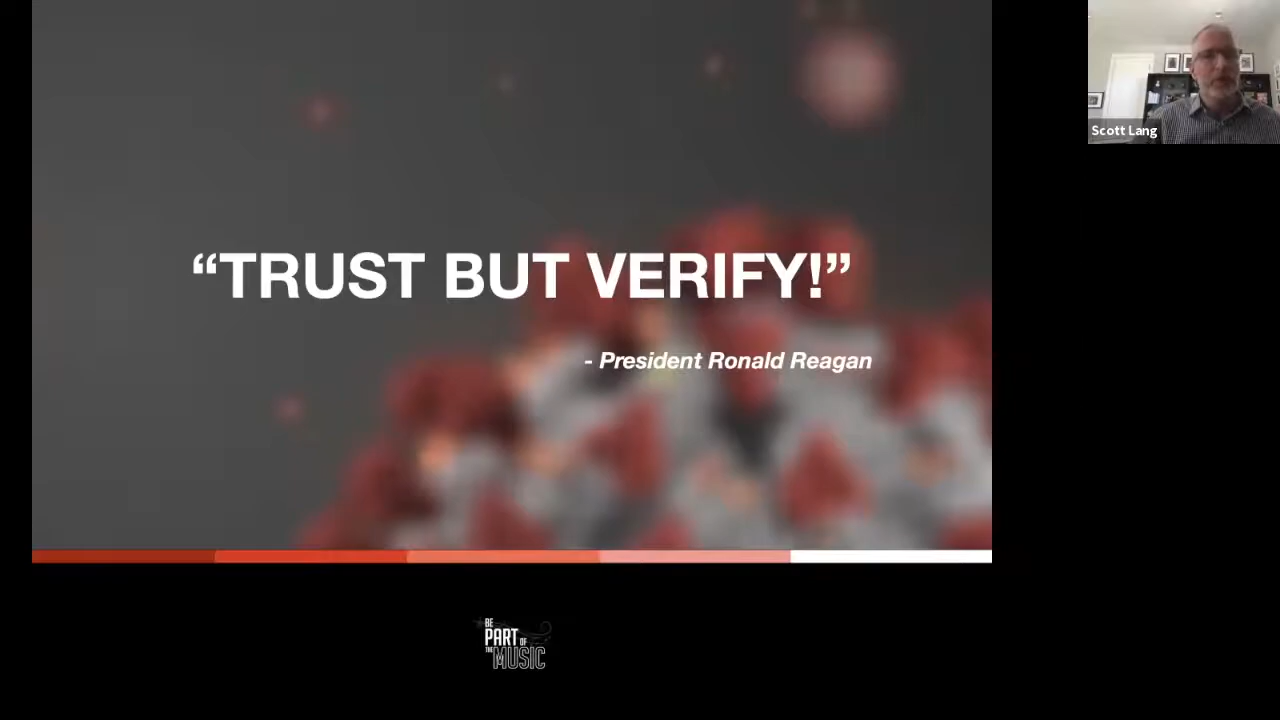 “TRUST BUT VERIFY!”
- President Ronald Reagan
Scott Lang
BE
PART OF
THE MUSIC